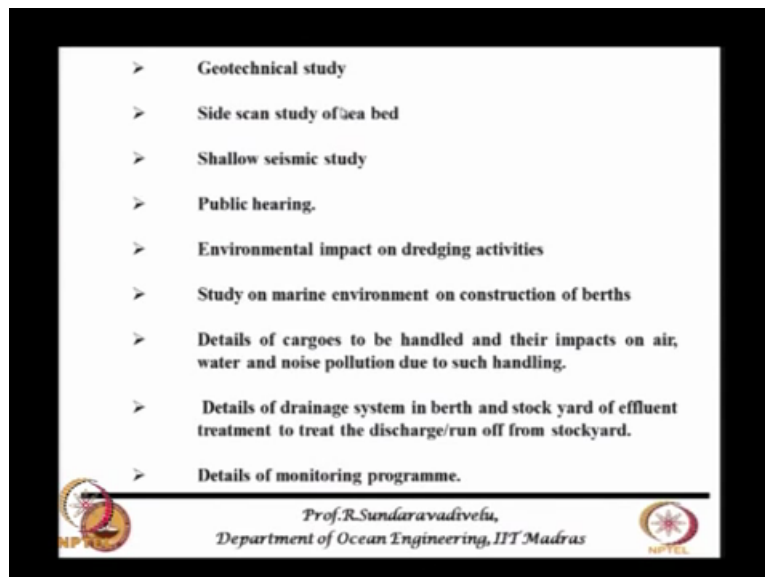 ➢ Geotechnical study
➢ Side scan study of sea bed
➢ Shallow seismic study
➢ Public hearing.
➢ Environmental impact on dredging activities
➢ Study on marine environment on construction of berths
➢ Details of cargoes to be handled and their impacts on air,
water and noise pollution due to such handling.
➢ Details of drainage system in berth and stock yard of effluent
treatment to treat the discharge/run off from stockyard.
➢ Details of monitoring programme.
Prof.R.Sundaravadivelu,
Department of Ocean Engineering, IIT Madras
NPTEL
NPTEL